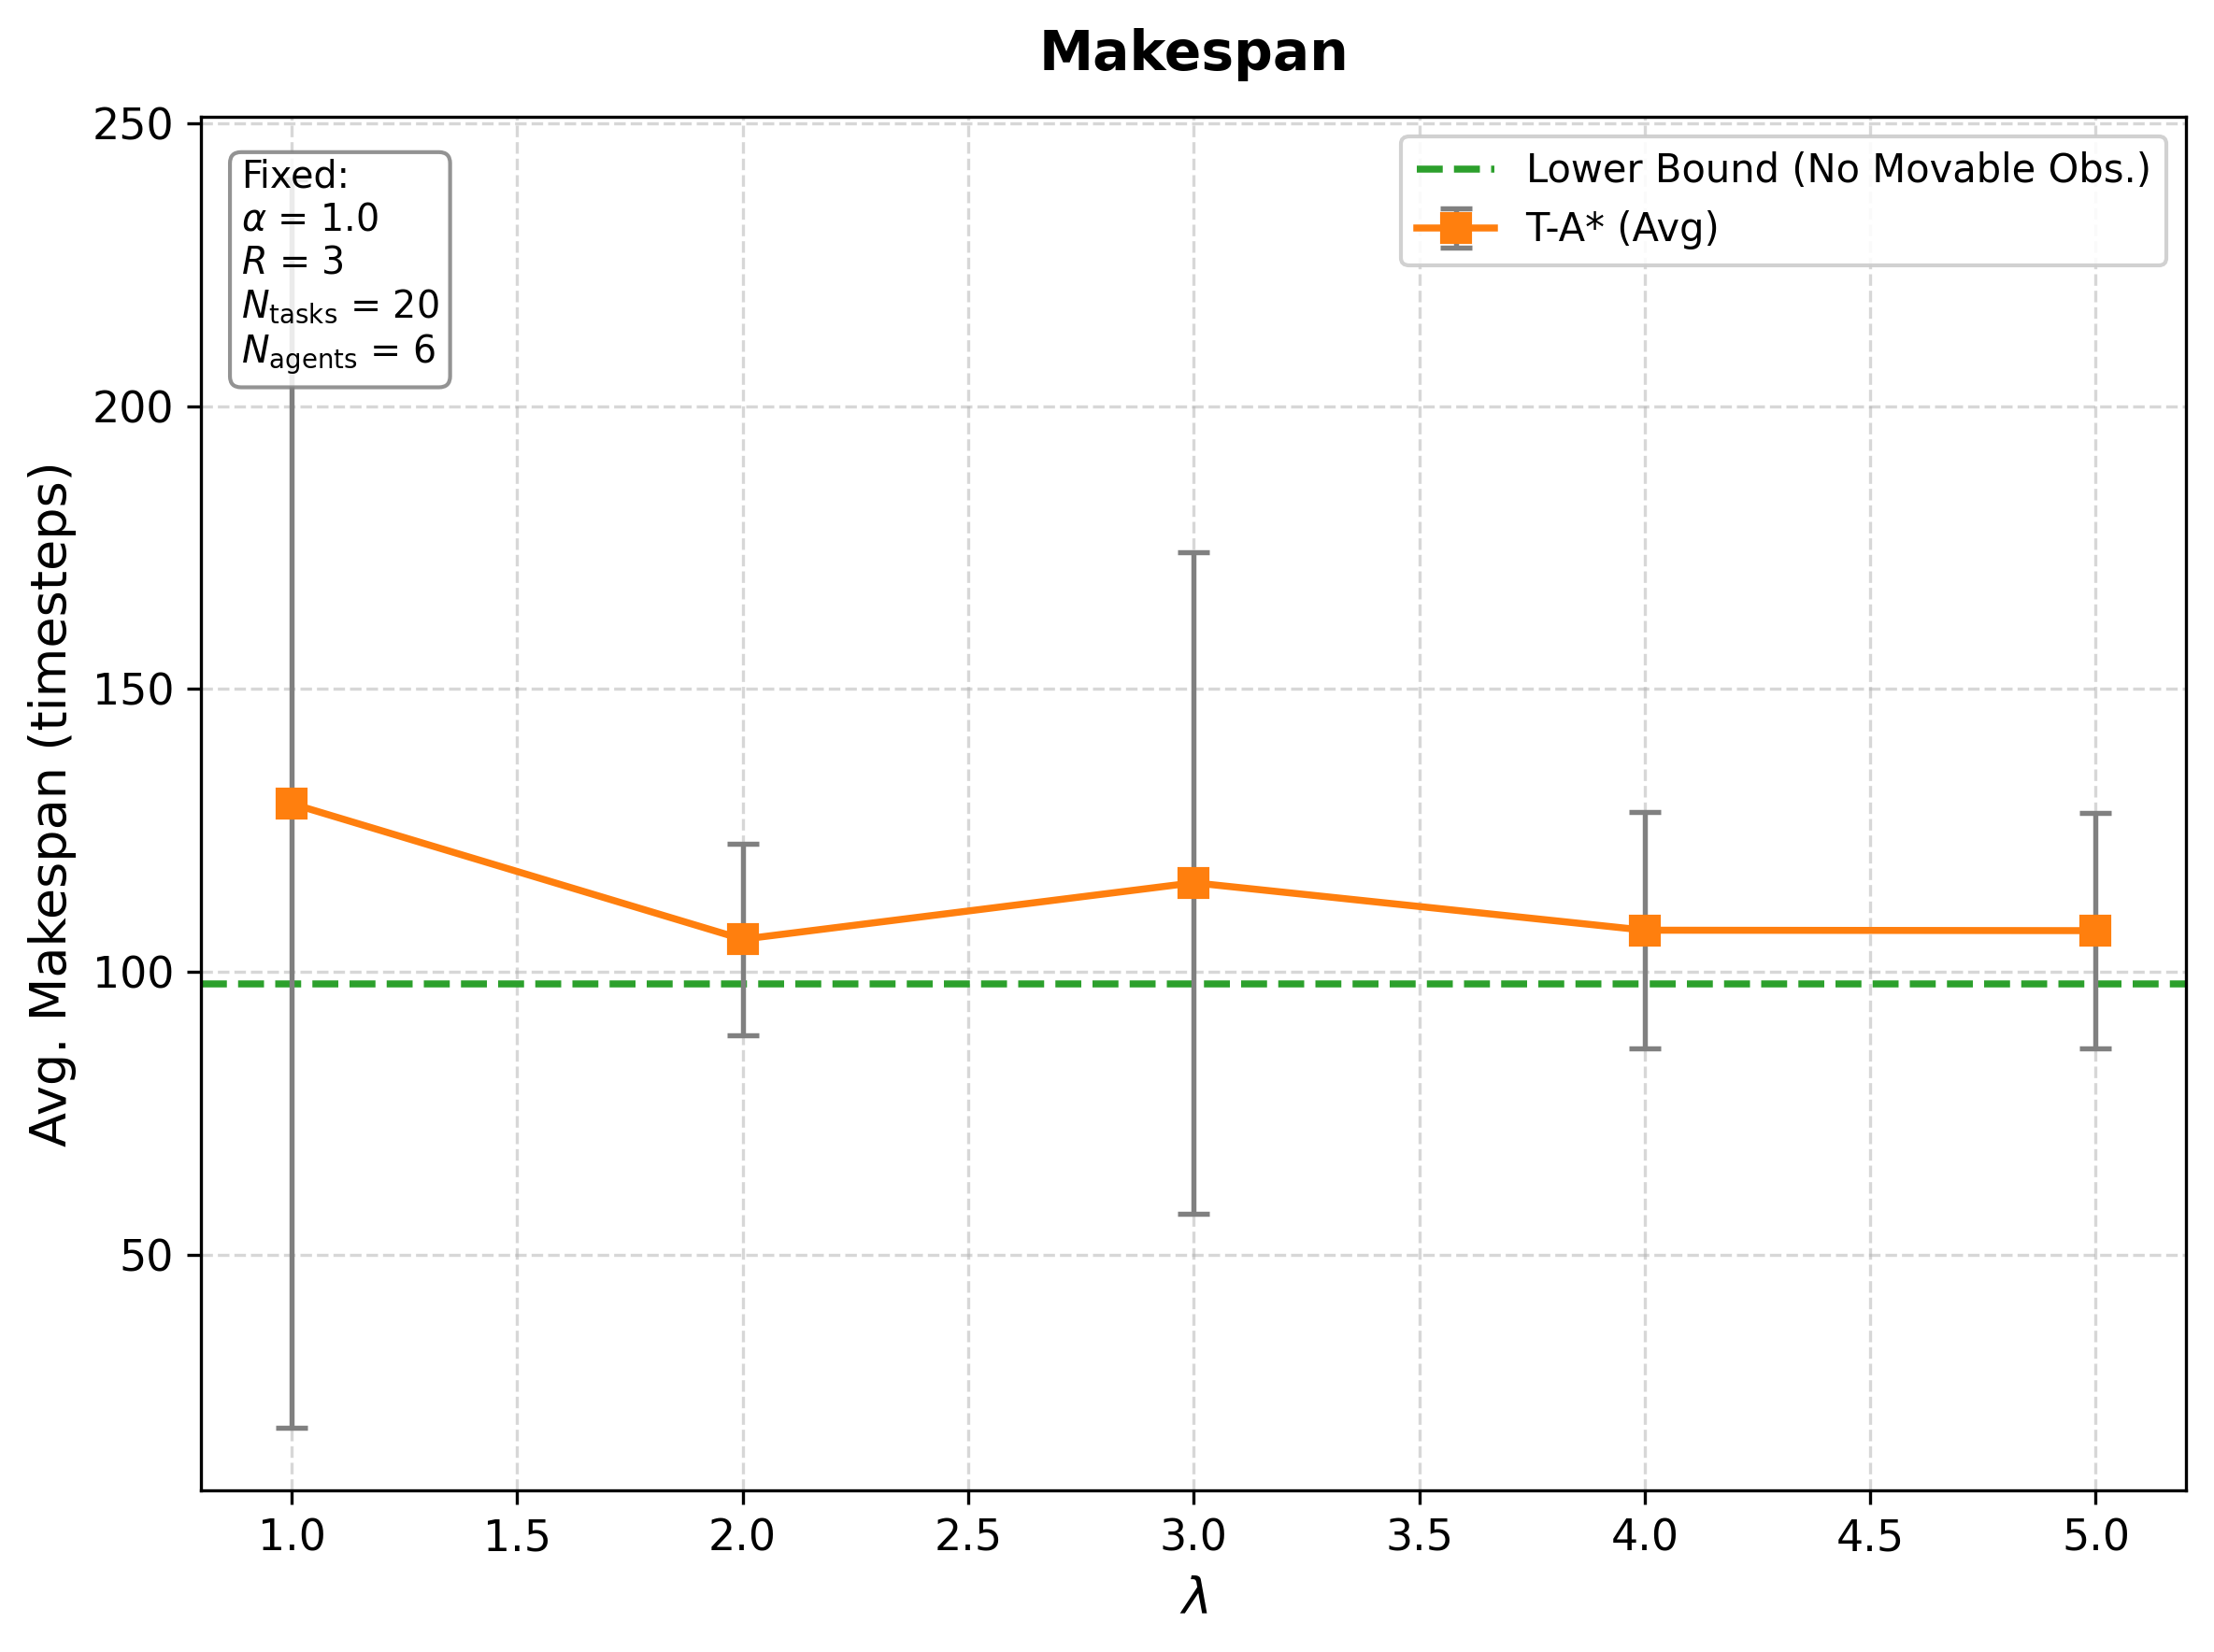 Makespan
Fixed:
α = 1.0
R = 3
N_tasks = 20
N_agents = 6
Lower Bound (No Movable Obs.)
T-A* (Avg)
Avg. Makespan (timesteps)
250
200
150
100
50
1.0 1.5 2.0 2.5 3.0 3.5 4.0 4.5 5.0
λ